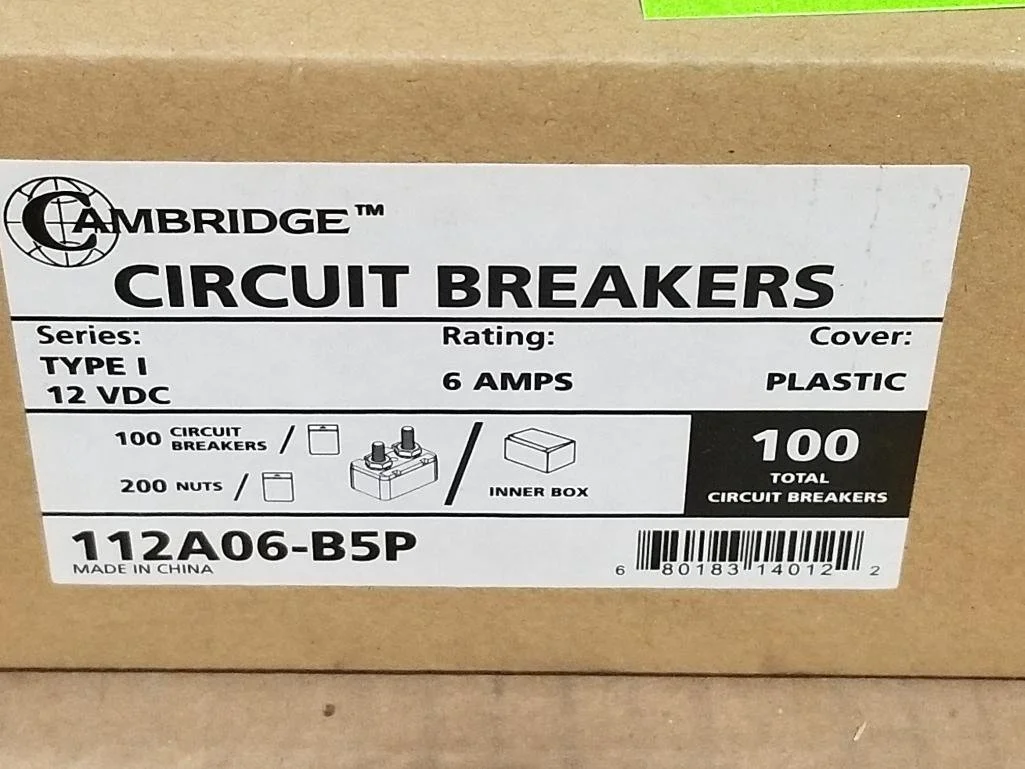 CAMBRIDGE™
CIRCUIT BREAKERS
Series: Rating: Cover:
TYPE I
12 VDC 6 AMPS PLASTIC
100 CIRCUIT BREAKERS /
200 NUTS /
/ INNER BOX
100
TOTAL
CIRCUIT BREAKERS
112A06-B5P
MADE IN CHINA
6 80183 14012 2